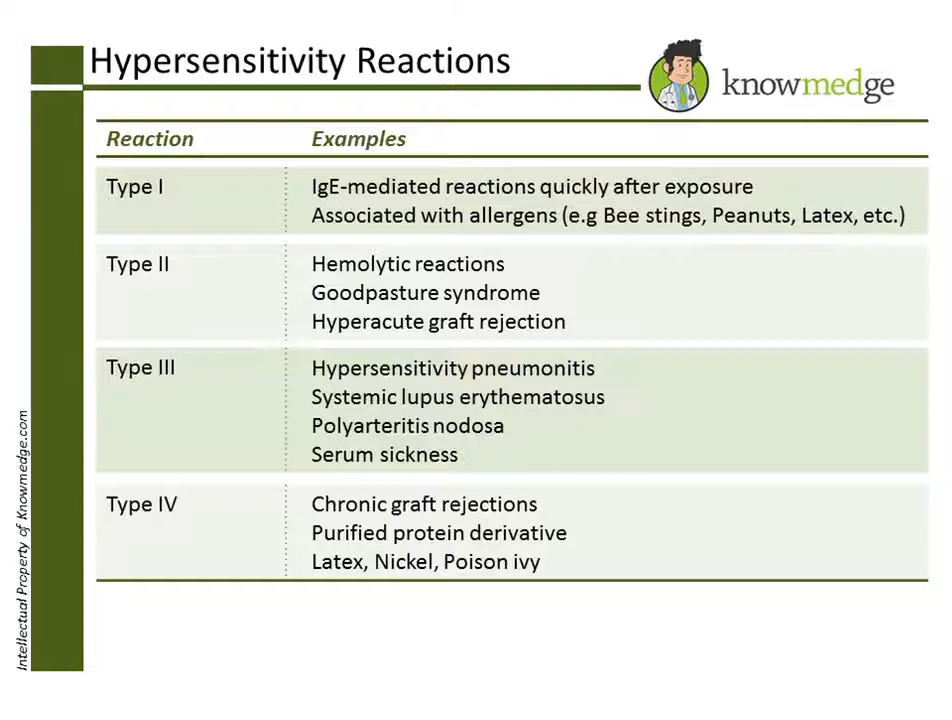 Hypersensitivity Reactions
knowmedge
Reaction
Examples
Type I
IgE-mediated reactions quickly after exposure
Associated with allergens (e.g Bee stings, Peanuts, Latex, etc.)
Type II
Hemolytic reactions
Goodpasture syndrome
Hyperacute graft rejection
Type III
Hypersensitivity pneumonitis
Systemic lupus erythematosus
Polyarteritis nodosa
Serum sickness
Type IV
Chronic graft rejections
Purified protein derivative
Latex, Nickel, Poison ivy
Intellectual Property of Knowmedge.com